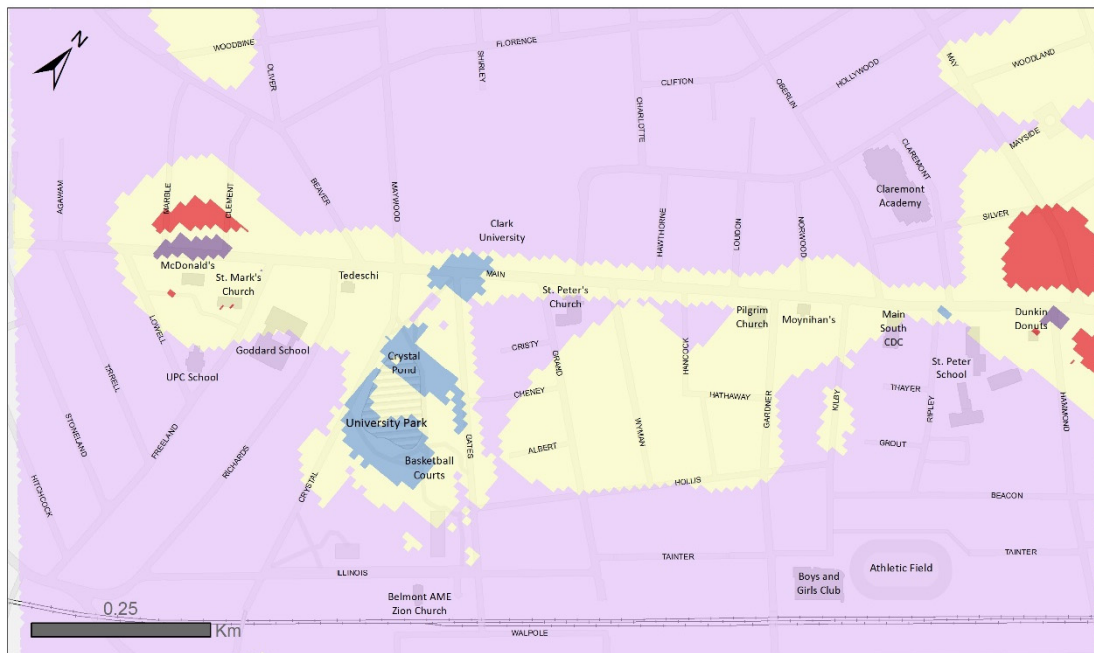 N
WOODBINE
OLIVER
SHIRLEY
FLORENCE
CLIFTON
CHARLOTTE
OBERLIN
HOLLYWOOD
MAY
WOODLAND
MAYSIDE
AGAWAM
MARBLE
CLEMENT
BEAVER
MAYWOOD
CLAREMONT
Claremont
Academy
SILVER
Clark
University
HAWTHORNE
LOUDON
NORWOOD
McDonald's
St. Mark's
Church
Tedeschi
MAIN
St. Peter's
Church
Pilgrim
Church
Moynihan's
Main
South
CDC
Dunkin
Donuts
LOWELL
Goddard School
UPC School
TIRRELL
Crystal
Pond
CRISTY
GRAND
CHENEY
HANCOCK
HATHAWAY
GARDNER
KILBY
THAYER
RIPLEY
St. Peter
School
HAMMOND
STONELAND
FREELAND
RICHARDS
University Park
Basketball
Courts
GATES
ALBERT
WYMAN
GROUT
HITCHCOCK
CRYSTAL
HOLLIS
BEACON
TAINTER
TAINTER
ILLINOIS
Boys and
Girls Club
Athletic Field
Belmont AME
Zion Church
WALPOLE
0.25
Km